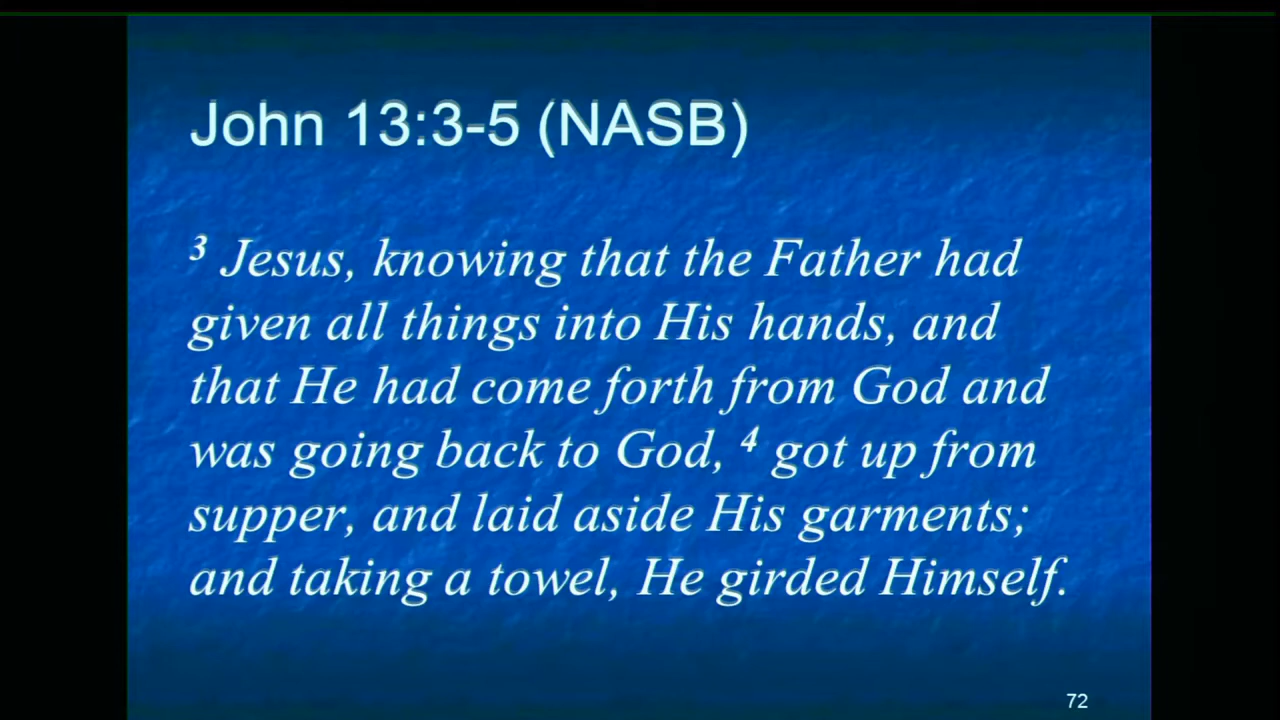 John 13:3-5 (NASB)
3 Jesus, knowing that the Father had
given all things into His hands, and
that He had come forth from God and
was going back to God, 4 got up from
supper, and laid aside His garments;
and taking a towel, He girded Himself.
72